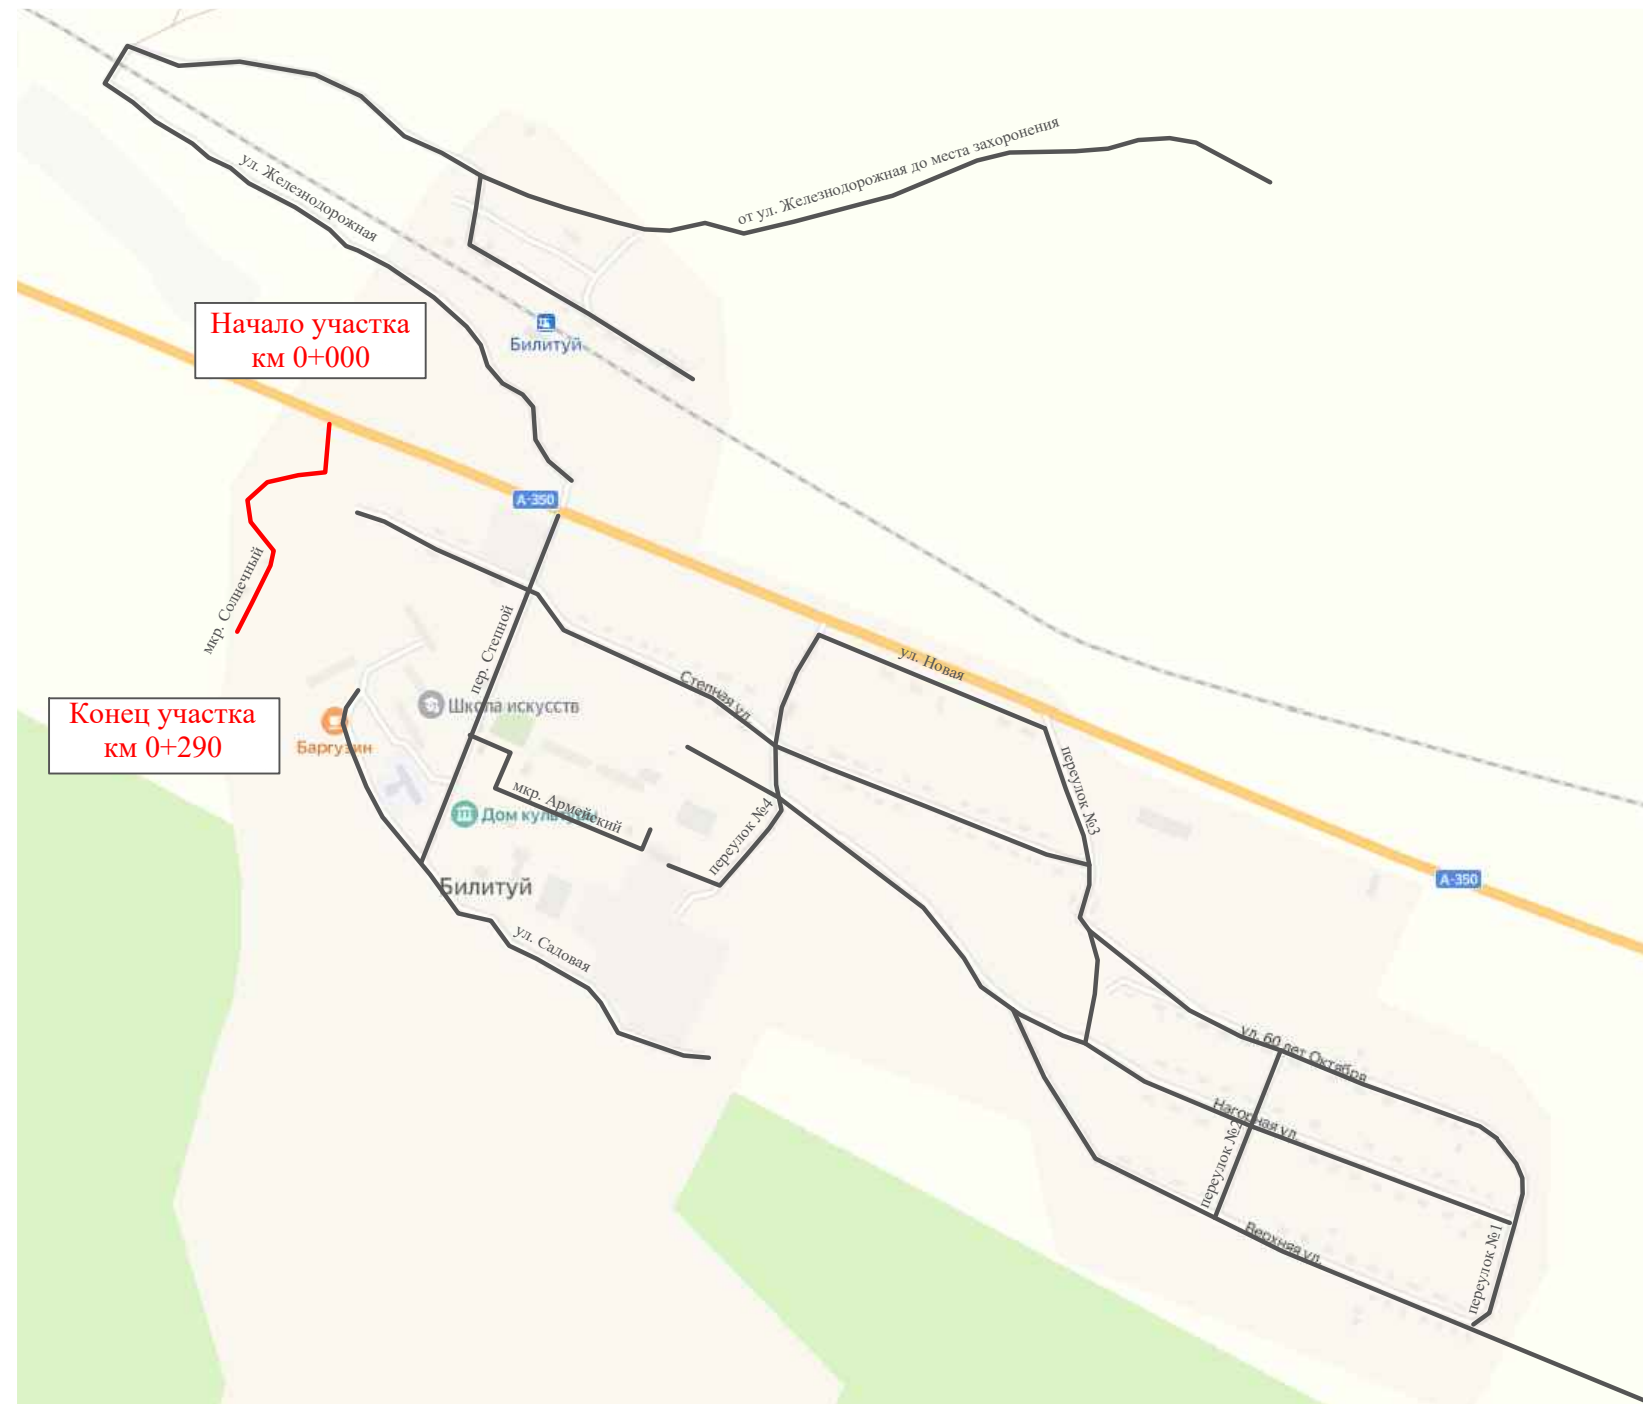 от ул. Железнодорожная до места захоронения
ул. Железнодорожная
Начало участка
км 0+000
Билитуй
А-350
мкр. Солнечный
пер. Степной
ул. Новая
Степная ул.
Школа искусств
Конец участка
км 0+290
Баргузин
переулок №3
мкр. Армейский
Дом культуры
переулок №4
Билитуй
А-350
ул. Садовая
ул. 60 лет Октября
Нагорная ул.
переулок №2
Верхняя ул.
переулок №1